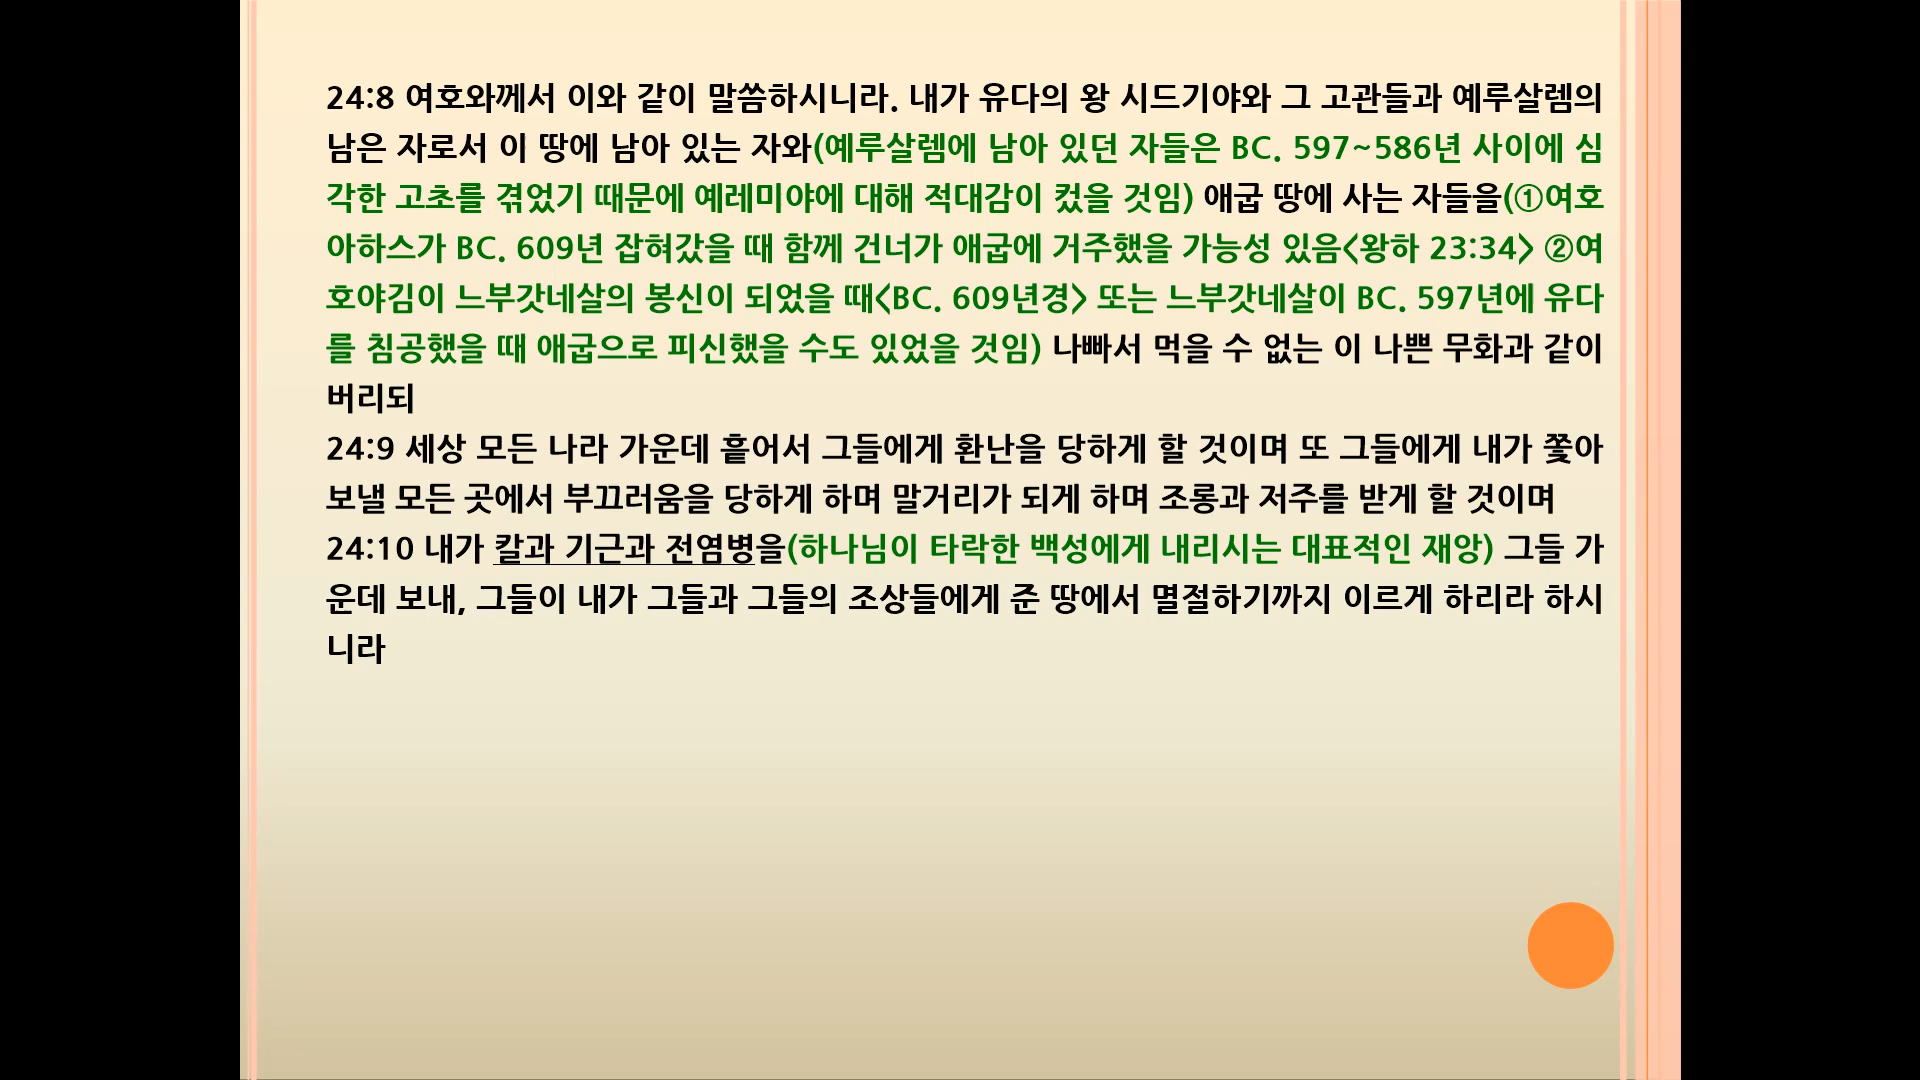 24:8 여호와께서 이와 같이 말씀하시니라. 내가 유다의 왕 시드기야와 그 고관들과 예루살렘의
남은 자로서 이 땅에 남아 있는 자와(예루살렘에 남아 있던 자들은 BC. 597~586년 사이에 심
각한 고초를 겪었기 때문에 예레미야에 대해 적대감이 컸을 것임) 애굽 땅에 사는 자들을(①여호
아하스가 BC. 609년 잡혀갔을 때 함께 건너가 애굽에 거주했을 가능성 있음<왕하 23:34> ②여
호야김이 느부갓네살의 봉신이 되었을 때<BC. 609년경> 또는 느부갓네살이 BC. 597년에 유다
를 침공했을 때 애굽으로 피신했을 수도 있었을 것임) 나빠서 먹을 수 없는 이 나쁜 무화과 같이
버리되
24:9 세상 모든 나라 가운데 흩어서 그들에게 환난을 당하게 할 것이며 또 그들에게 내가 쫓아
보낼 모든 곳에서 부끄러움을 당하게 하며 말거리가 되게 하며 조롱과 저주를 받게 할 것이며
24:10 내가 칼과 기근과 전염병을(하나님이 타락한 백성에게 내리시는 대표적인 재앙) 그들 가
운데 보내, 그들이 내가 그들과 그들의 조상들에게 준 땅에서 멸절하기까지 이르게 하리라 하시
니라